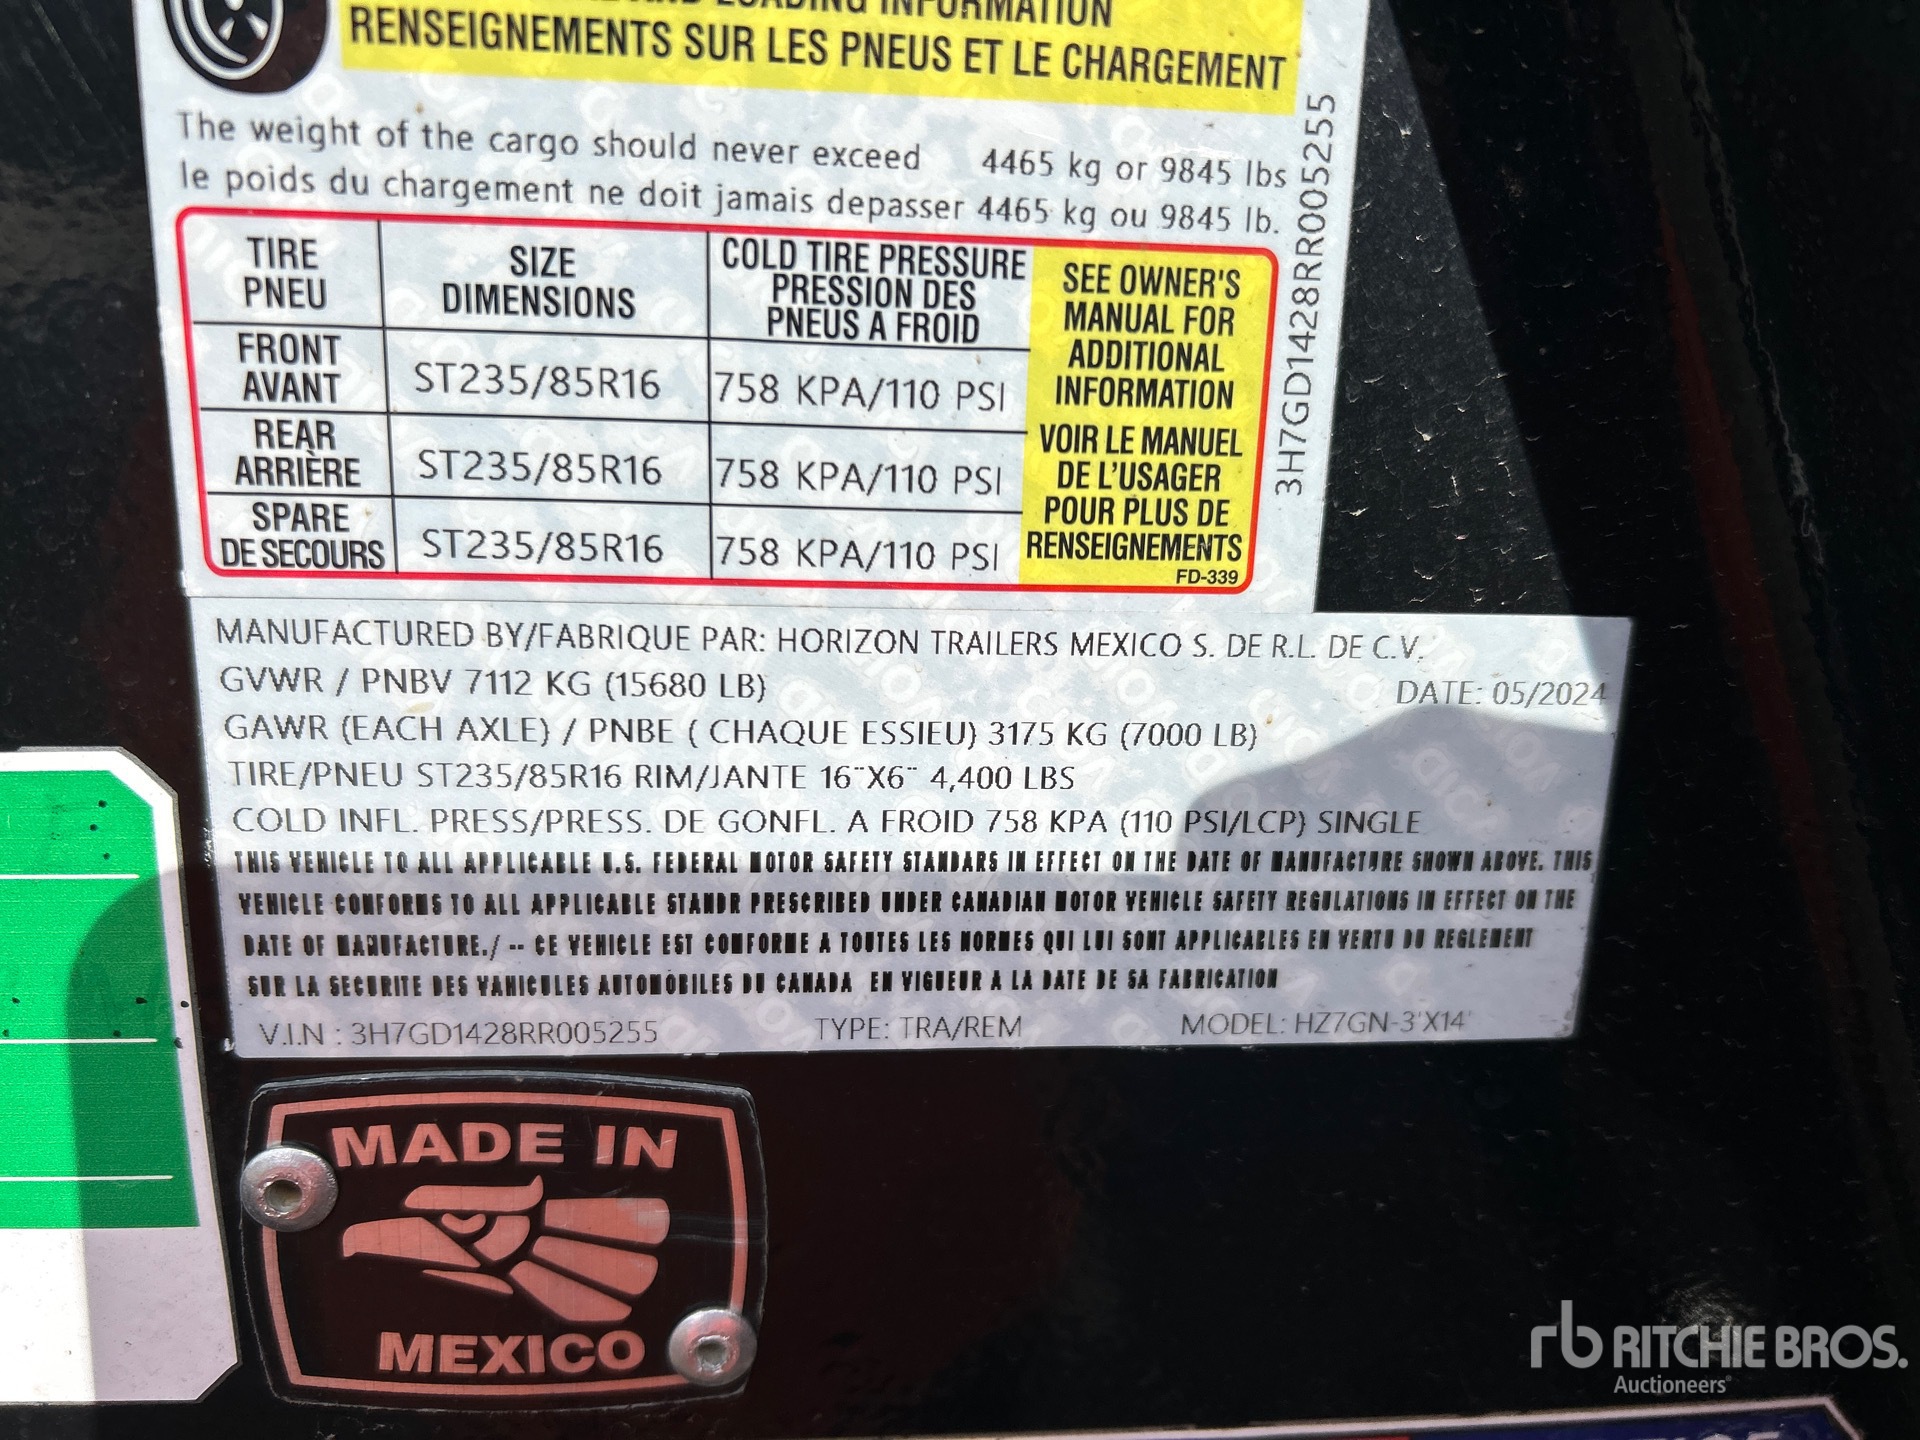 AND LOADING INFORMATION
RENSEIGNEMENTS SUR LES PNEUS ET LE CHARGEMENT
The weight of the cargo should never exceed 4465 kg or 9845 lbs
le poids du chargement ne doit jamais depasser 4465 kg ou 9845 lb.
3H7GD1428RR005255
TIRE
PNEU
SIZE
DIMENSIONS
COLD TIRE PRESSURE
PRESSION DES
PNEUS A FROID
FRONT
AVANT
ST235/85R16
758 KPA/110 PSI
REAR
ARRIÈRE
ST235/85R16
758 KPA/110 PSI
SPARE
DE SECOURS
ST235/85R16
758 KPA/110 PSI
SEE OWNER'S
MANUAL FOR
ADDITIONAL
INFORMATION
VOIR LE MANUEL
DE L'USAGER
POUR PLUS DE
RENSEIGNEMENTS
FD-339
MANUFACTURED BY/FABRIQUE PAR: HORIZON TRAILERS MEXICO S. DE R.L. DE C.V.
GVWR / PNBV 7112 KG (15680 LB) DATE: 05/2024
GAWR (EACH AXLE) / PNBE ( CHAQUE ESSIEU) 3175 KG (7000 LB)
TIRE/PNEU ST235/85R16 RIM/JANTE 16¨X6¨ 4,400 LBS
COLD INFL. PRESS/PRESS. DE GONFL. A FROID 758 KPA (110 PSI/LCP) SINGLE
THIS VEHICLE TO ALL APPLICABLE U.S. FEDERAL MOTOR SAFETY STANDARS IN EFFECT ON THE DATE OF MANUFACTURE SHOWN ABOVE. THIS
VEHICLE CONFORMS TO ALL APPLICABLE STANDR PRESCRIBED UNDER CANADIAN MOTOR VEHICLE SAFETY REGULATIONS IN EFFECT ON THE
DATE OF MANUFACTURE./ -- CE VEHICLE EST CONFORME A TOUTES LES NORMES QUI LUI SONT APPLICABLES EN VERTU DU REGLEMENT
SUR LA SECURITE DES VAHICULES AUTOMOBILES DU CANADA EN VIGUEUR A LA DATE DE SA FABRICATION
V.I.N : 3H7GD1428RR005255 TYPE: TRA/REM MODEL: HZ7GN-3'X14'
MADE IN
MEXICO
rb RITCHIE BROS.
Auctioneers